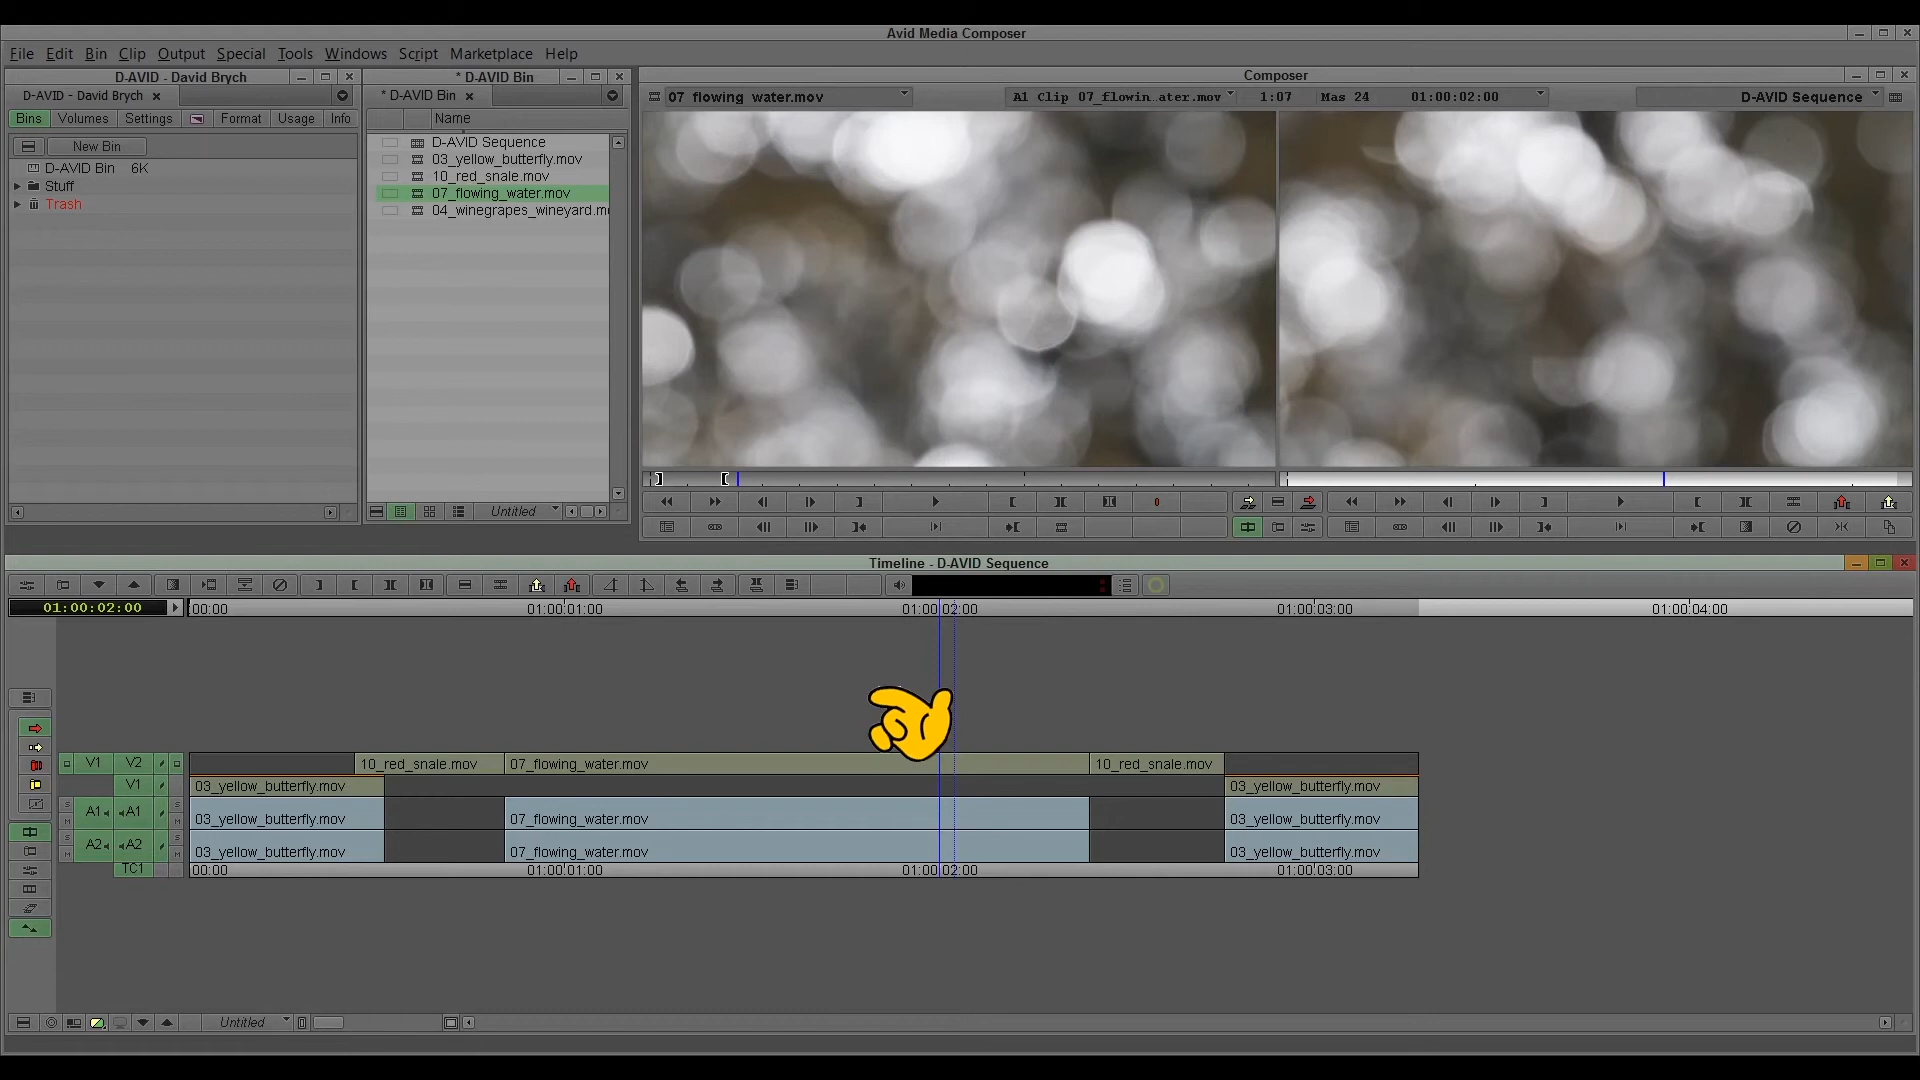 Avid Media Composer
File Edit Bin Clip Output Special Tools Windows Script Marketplace Help
D-AVID - David Brych
D-AVID - David Brych
Bins Volumes Settings Format Usage Info
New Bin
D-AVID Bin 6K
Stuff
Trash
* D-AVID Bin
* D-AVID Bin
Name
D-AVID Sequence
03_yellow_butterfly.mov
10_red_snale.mov
07_flowing_water.mov
04_winegrapes_wineyard.m
Untitled
Composer
07_flowing_water.mov A1 Clip 07_flowin…ater.mov 1:07 Mas 24 01:00:02:00 D-AVID Sequence
Timeline - D-AVID Sequence
01:00:02:00 00:00 01:00:01:00 01:00:02:00 01:00:03:00 01:00:04:00
V1 V2 10_red_snale.mov 07_flowing_water.mov 10_red_snale.mov
V1 03_yellow_butterfly.mov 03_yellow_butterfly.mov
S M A1 A1 S M 03_yellow_butterfly.mov 07_flowing_water.mov 03_yellow_butterfly.mov
S M A2 A2 S M 03_yellow_butterfly.mov 07_flowing_water.mov 03_yellow_butterfly.mov
TC1 00:00 01:00:01:00 01:00:02:00 01:00:03:00
Untitled